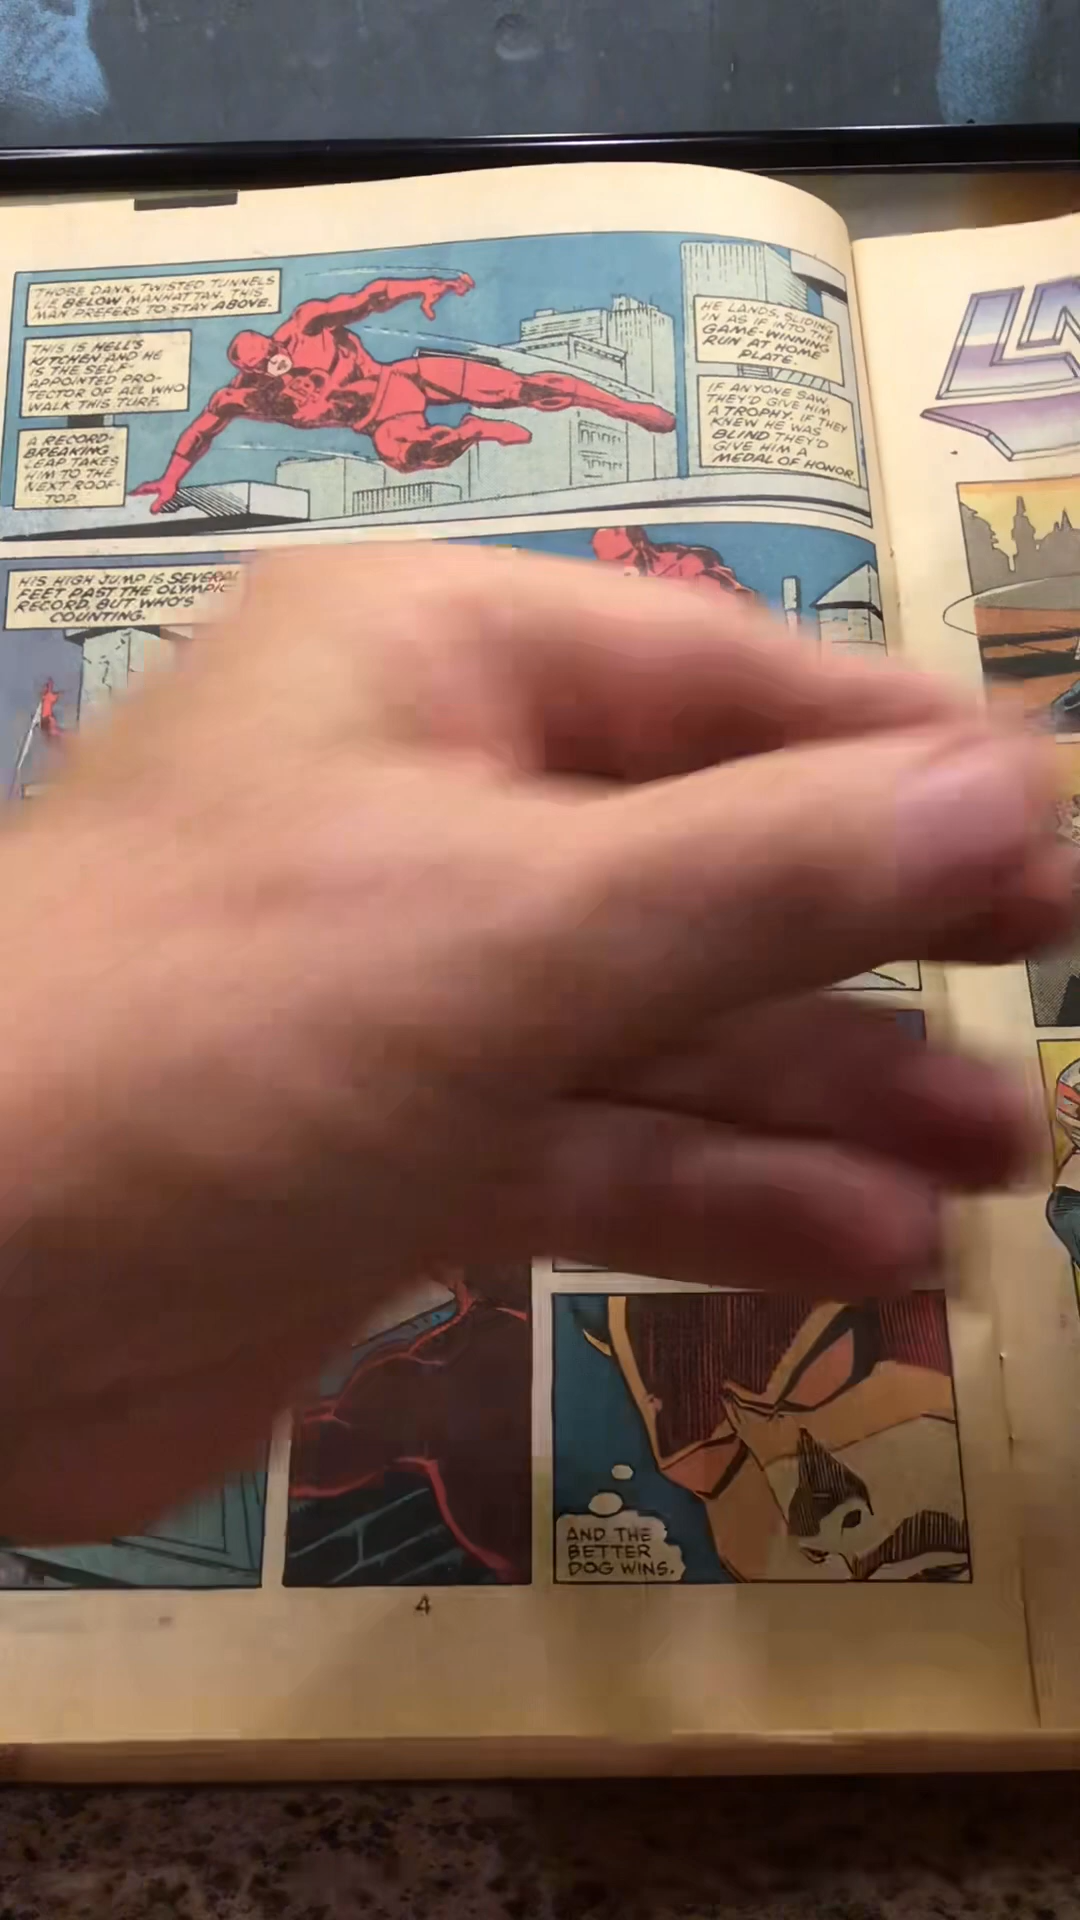 THOSE DANK, TWISTED TUNNELS
LIE BELOW MANHATTAN. THIS
MAN PREFERS TO STAY ABOVE.
THIS IS HELL'S
KITCHEN AND HE
IS THE SELF-
APPOINTED PRO-
TECTOR OF ALL WHO
WALK THIS TURF.
A RECORD-
BREAKING
LEAP TAKES
HIM TO THE
NEXT ROOF-
TOP.
HE LANDS, SLIDING
IN AS IF INTO THE
GAME-WINNING
RUN AT HOME
PLATE.
IF ANYONE SAW,
THEY'D GIVE HIM
A TROPHY. IF THEY
KNEW HE WAS
BLIND THEY'D
GIVE HIM A
MEDAL OF HONOR.
HIS HIGH JUMP IS SEVERAL
FEET PAST THE OLYMPIC
RECORD, BUT WHO'S
COUNTING.
AND THE
BETTER
DOG WINS.
4